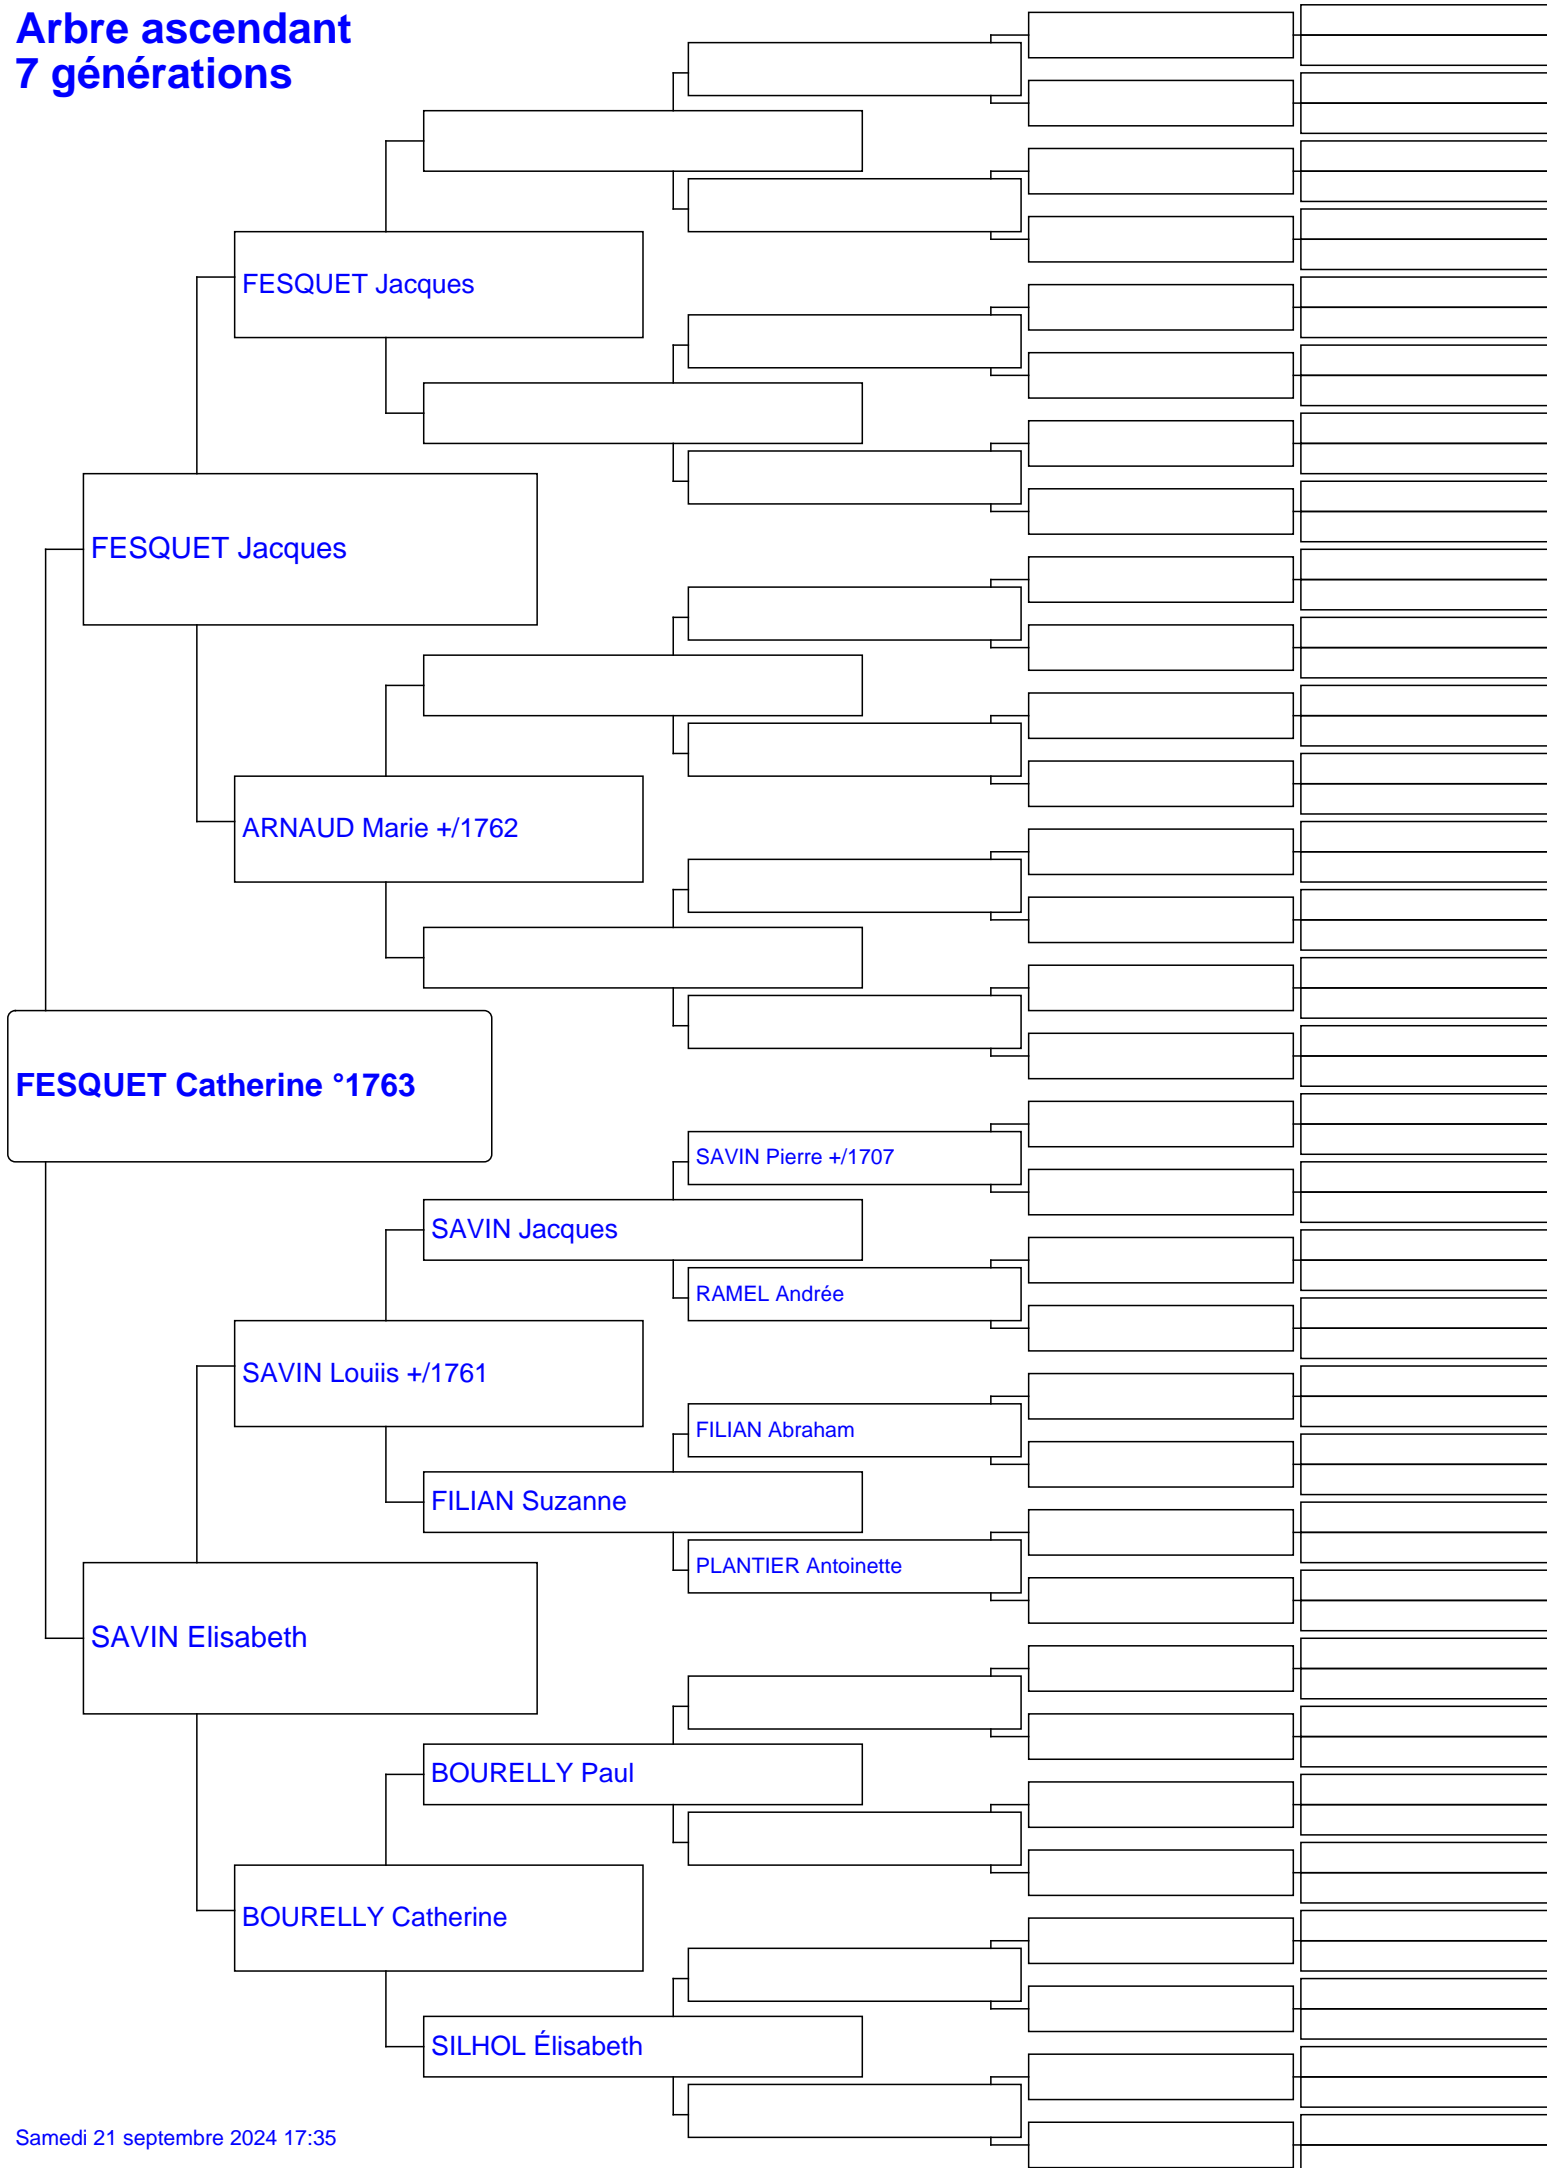 Arbre ascendant
7 générations
FESQUET Jacques
FESQUET Jacques
ARNAUD Marie +/1762
FESQUET Catherine °1763
SAVIN Pierre +/1707
SAVIN Jacques
RAMEL Andrée
SAVIN Louiis +/1761
FILIAN Abraham
FILIAN Suzanne
PLANTIER Antoinette
SAVIN Elisabeth
BOURELLY Paul
BOURELLY Catherine
SILHOL Élisabeth
Samedi 21 septembre 2024 17:35